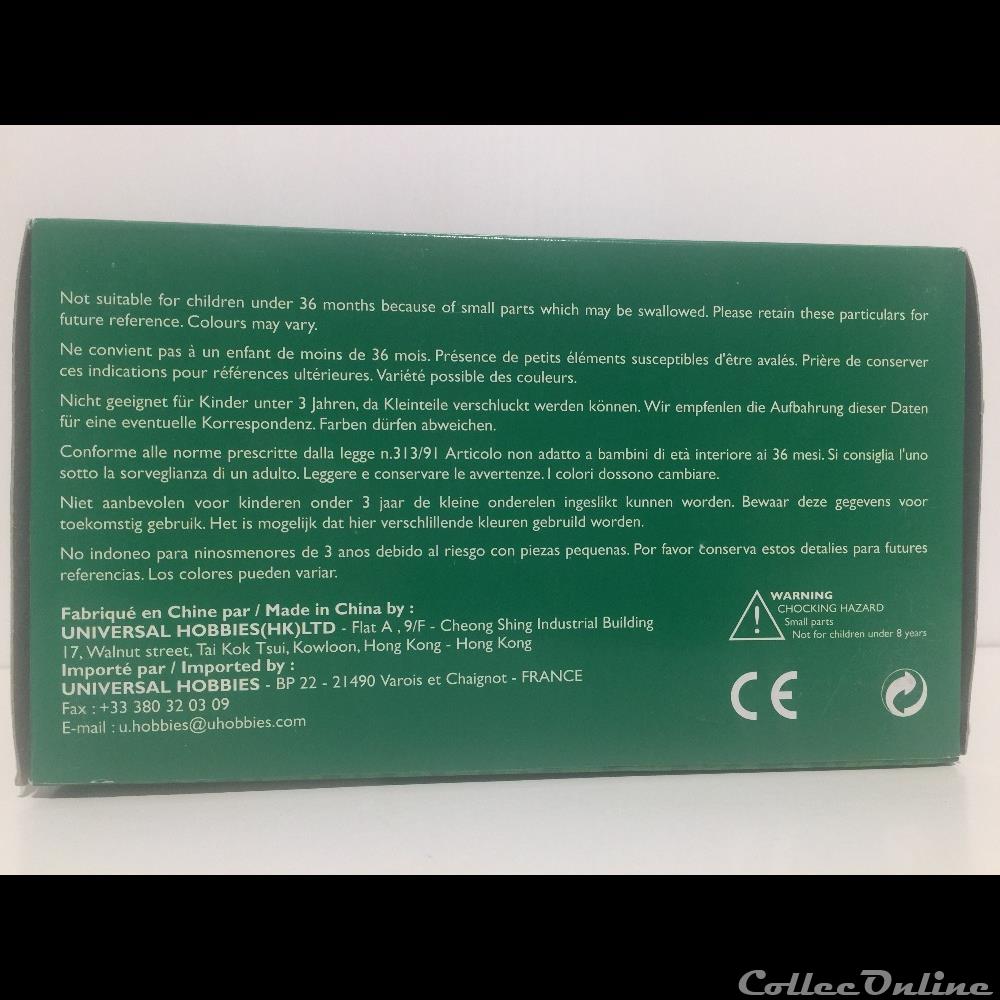 Not suitable for children under 36 months because of small parts which may be swallowed. Please retain these particulars for
future reference. Colours may vary.
Ne convient pas à un enfant de moins de 36 mois. Présence de petits éléments susceptibles d'être avalés. Prière de conserver
ces indications pour références ultérieures. Variété possible des couleurs.
Nicht geeignet für Kinder unter 3 Jahren, da Kleinteile verschluckt werden können. Wir empfenlen die Aufbahrung dieser Daten
für eine eventuelle Korrespondenz. Farben dürfen abweichen.
Conforme alle norme prescritte dalla legge n.313/91 Articolo non adatto a bambini di età interiore ai 36 mesi. Si consiglia l'uno
sotto la sorveglianza di un adulto. Leggere e conservare le avvertenze. I colori dossono cambiare.
Niet aanbevolen voor kinderen onder 3 jaar de kleine onderelen ingeslikt kunnen worden. Bewaar deze gegevens voor
toekomstig gebruik. Het is mogelijk dat hier verschlillende kleuren gebruild worden.
No indoneo para ninosmenores de 3 anos debido al riesgo con piezas pequenas. Por favor conserva estos detalies para futures
referencias. Los colores pueden variar.
Fabriqué en Chine par / Made in China by :
UNIVERSAL HOBBIES(HK)LTD - Flat A , 9/F - Cheong Shing Industrial Building
17, Walnut street, Tai Kok Tsui, Kowloon, Hong Kong - Hong Kong
Importé par / Imported by :
UNIVERSAL HOBBIES - BP 22 - 21490 Varois et Chaignot - FRANCE
Fax : +33 380 32 03 09
E-mail : u.hobbies@uhobbies.com
WARNING
CHOCKING HAZARD
Small parts
Not for children under 8 years
CE
CollecOnline